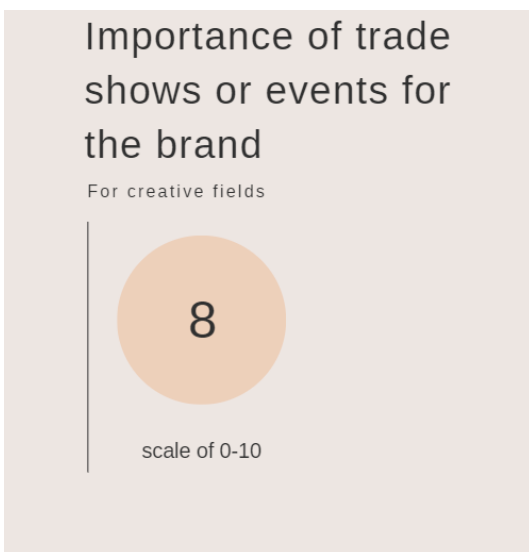 Importance of trade
shows or events for
the brand
For creative fields
8
scale of 0-10